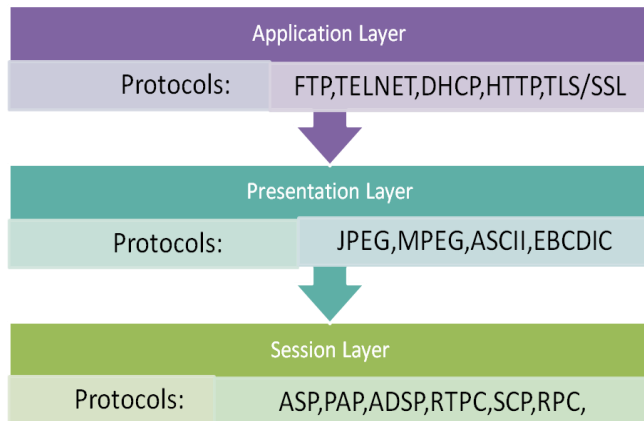 Application Layer
Protocols: FTP,TELNET,DHCP,HTTP,TLS/SSL
Presentation Layer
Protocols: JPEG,MPEG,ASCII,EBCDIC
Session Layer
Protocols: ASP,PAP,ADSP,RTPC,SCP,RPC,